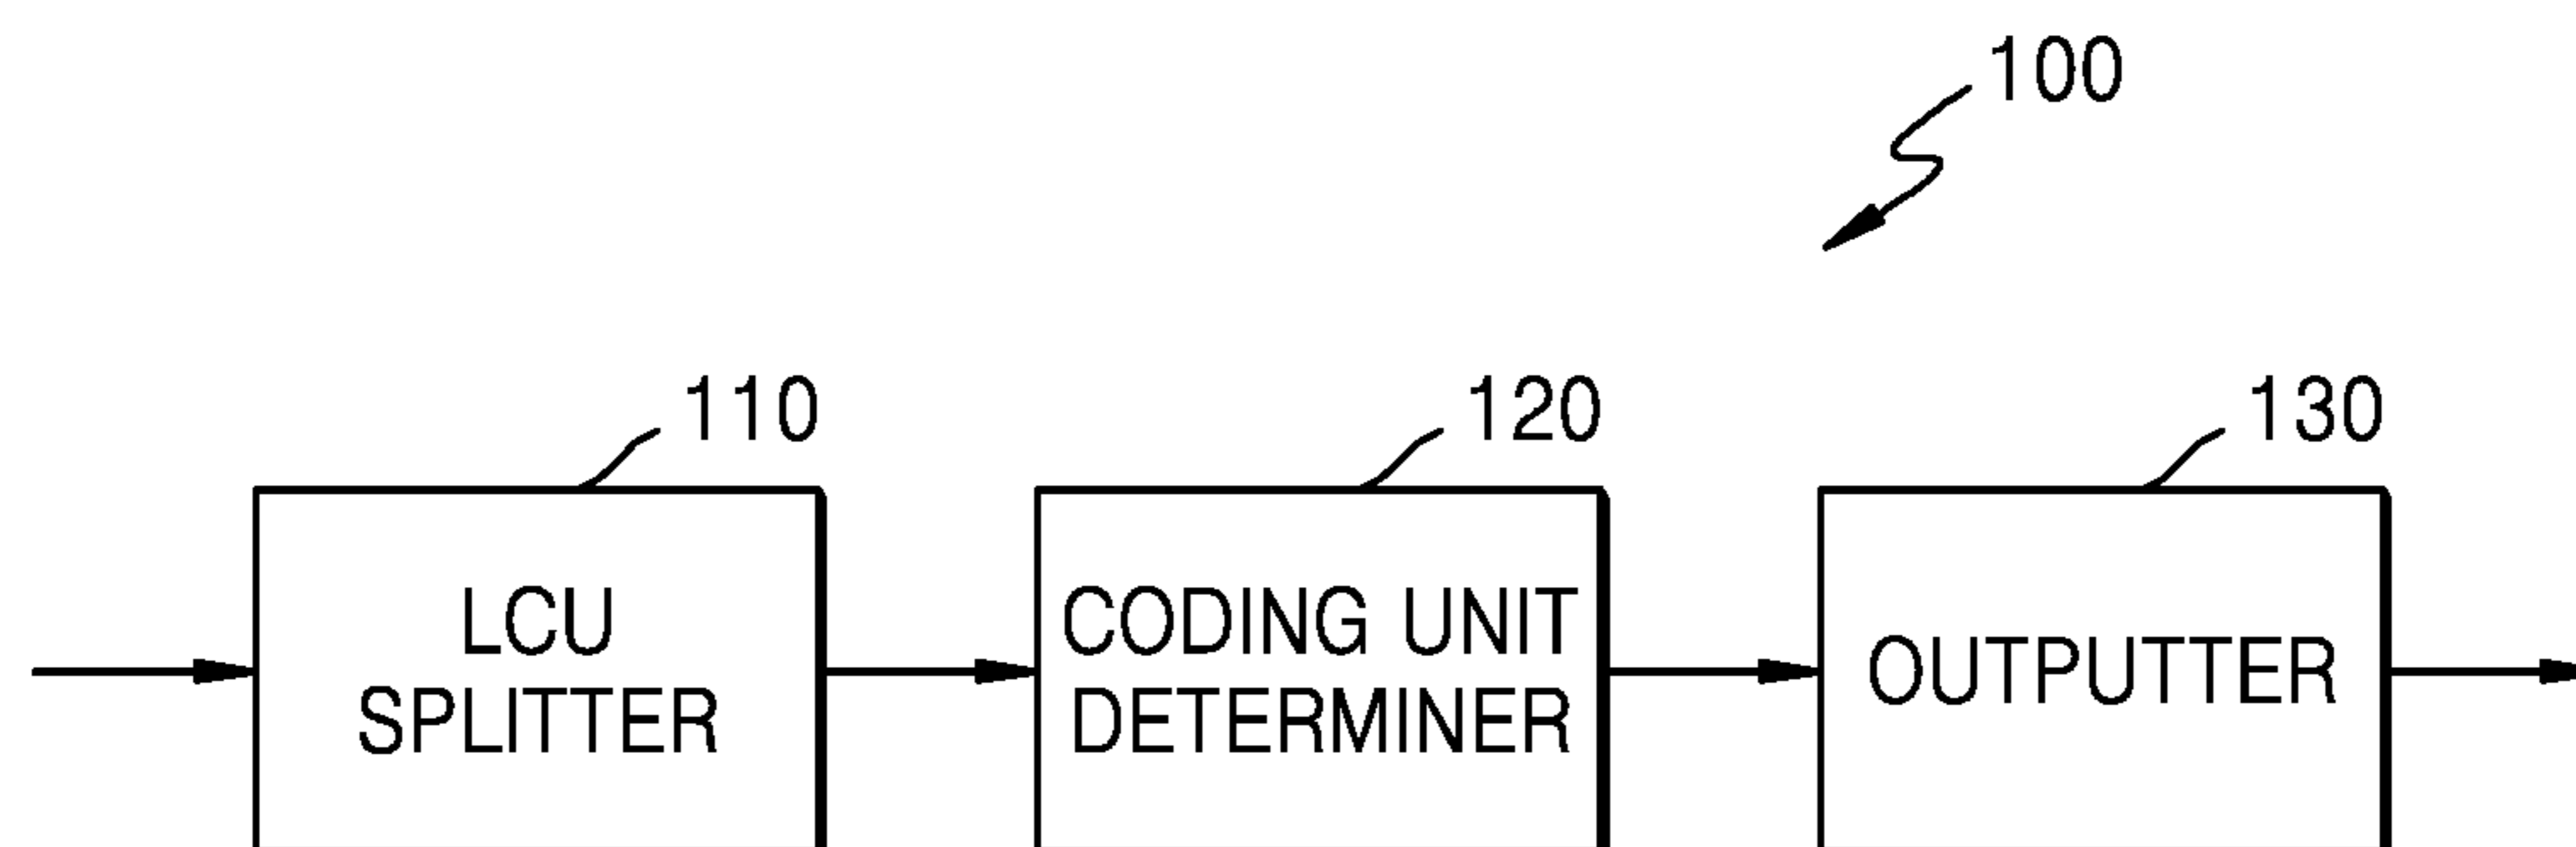 100
110
120
130
LCU
SPLITTER
CODING UNIT
DETERMINER
OUTPUTTER